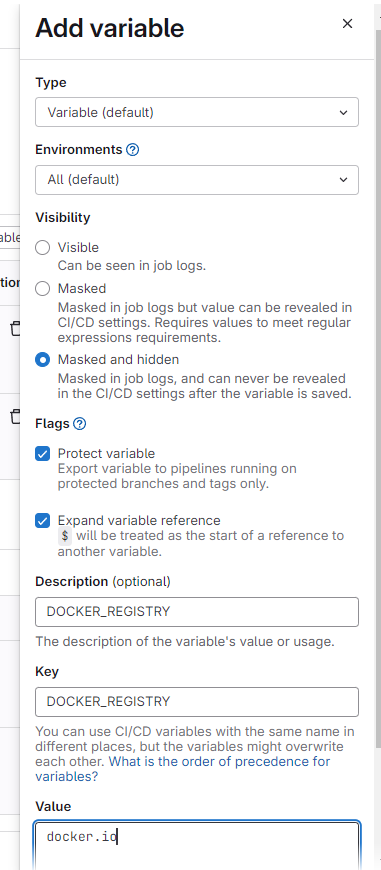 Add variable
Type
Variable (default)
Environments
All (default)
Visibility
able
Visible
Can be seen in job logs.
tion
Masked
Masked in job logs but value can be revealed in
CI/CD settings. Requires values to meet regular
expressions requirements.
Masked and hidden
Masked in job logs, and can never be revealed
in the CI/CD settings after the variable is saved.
Flags
Protect variable
Export variable to pipelines running on
protected branches and tags only.
Expand variable reference
$ will be treated as the start of a reference to
another variable.
Description (optional)
DOCKER_REGISTRY
The description of the variable's value or usage.
Key
DOCKER_REGISTRY
You can use CI/CD variables with the same name in
different places, but the variables might overwrite
each other. What is the order of precedence for
variables?
Value
docker.io